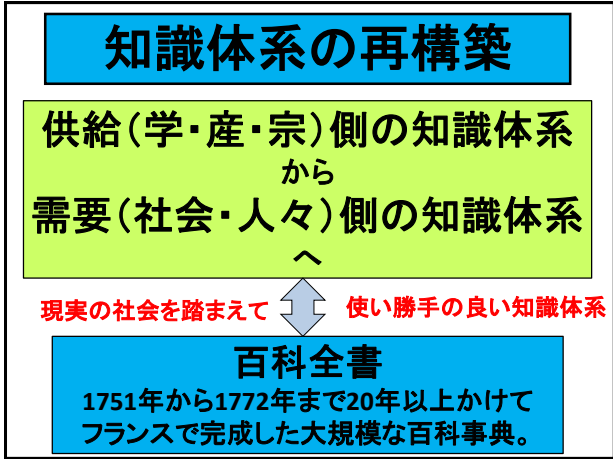 知識体系の再構築
供給（学・産・宗）側の知識体系
から
需要（社会・人々）側の知識体系
へ
現実の社会を踏まえて
使い勝手の良い知識体系
百科全書
1751年から1772年まで20年以上かけて
フランスで完成した大規模な百科事典。